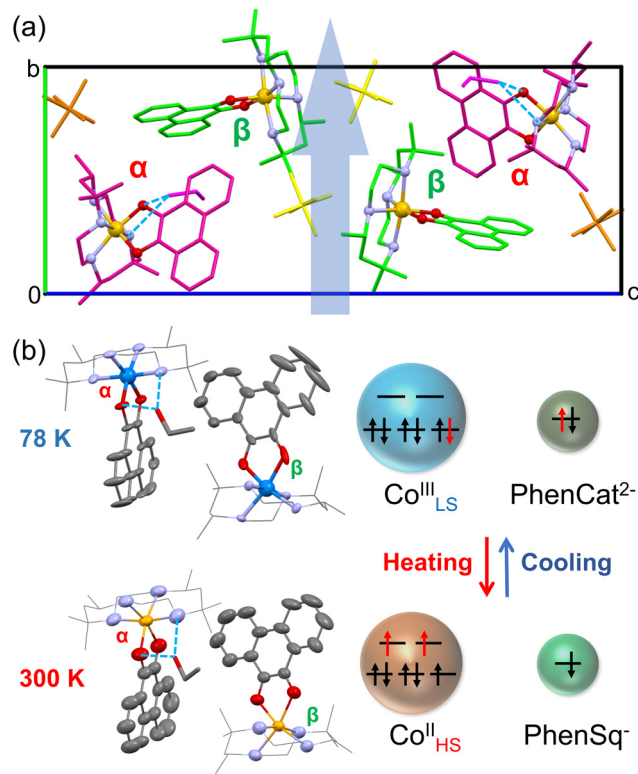 (a)
b
β
α
α
β
0
c
(b)
α
78 K
β
Co^III_LS
PhenCat^2-
Heating
Cooling
α
300 K
β
Co^II_HS
PhenSq^-